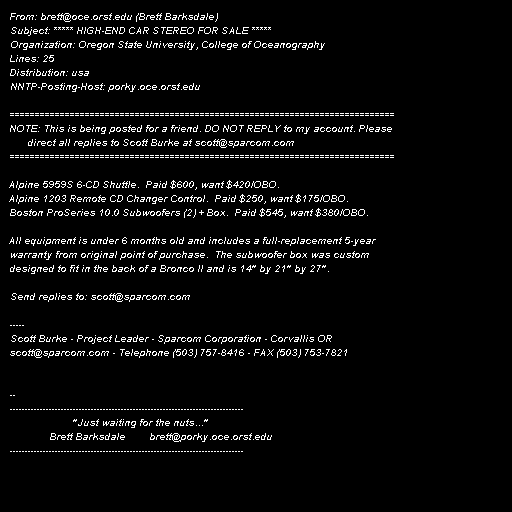 From: brett@oce.orst.edu (Brett Barksdale)
Subject: ***** HIGH-END CAR STEREO FOR SALE *****
Organization: Oregon State University, College of Oceanography
Lines: 25
Distribution: usa
NNTP-Posting-Host: porky.oce.orst.edu

=============================================================================
NOTE: This is being posted for a friend. DO NOT REPLY to my account. Please
direct all replies to Scott Burke at scott@sparcom.com
=============================================================================

Alpine 5959S 6-CD Shuttle.  Paid $600, want $420/OBO.
Alpine 1203 Remote CD Changer Control.  Paid $250, want $175/OBO.
Boston ProSeries 10.0 Subwoofers (2) + Box.  Paid $545, want $380/OBO.

All equipment is under 6 months old and includes a full-replacement 5-year
warranty from original point of purchase.  The subwoofer box was custom
designed to fit in the back of a Bronco II and is 14" by 21" by 27".

Send replies to: scott@sparcom.com

-----
Scott Burke - Project Leader - Sparcom Corporation - Corvallis OR
scott@sparcom.com - Telephone (503) 757-8416 - FAX (503) 753-7821

--
------------------------------------------------------------------------------
"Just waiting for the nuts..."
Brett Barksdale        brett@porky.oce.orst.edu
------------------------------------------------------------------------------